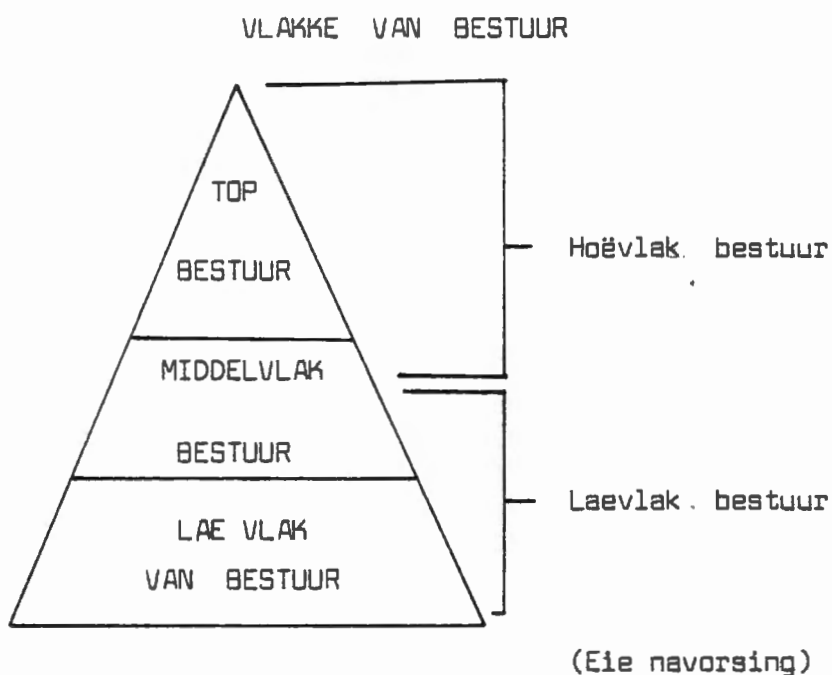 VLAKKE VAN BESTUUR
TOP
BESTUUR
Hoëvlak bestuur
MIDDELVLAK
BESTUUR
Laevlak bestuur
LAE VLAK
VAN BESTUUR
(Eie navorsing)